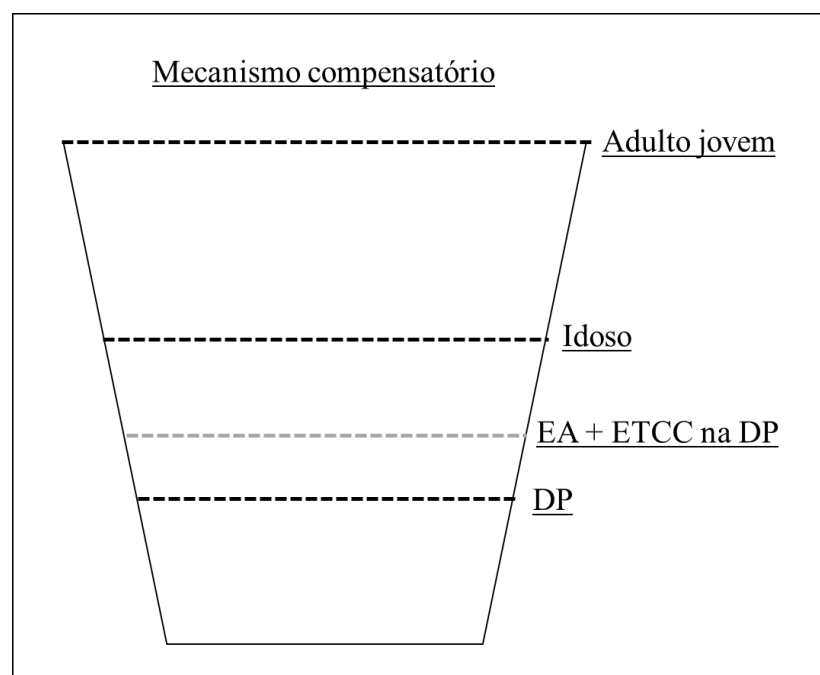 Mecanismo compensatório
Adulto jovem
Idoso
EA + ETCC na DP
DP